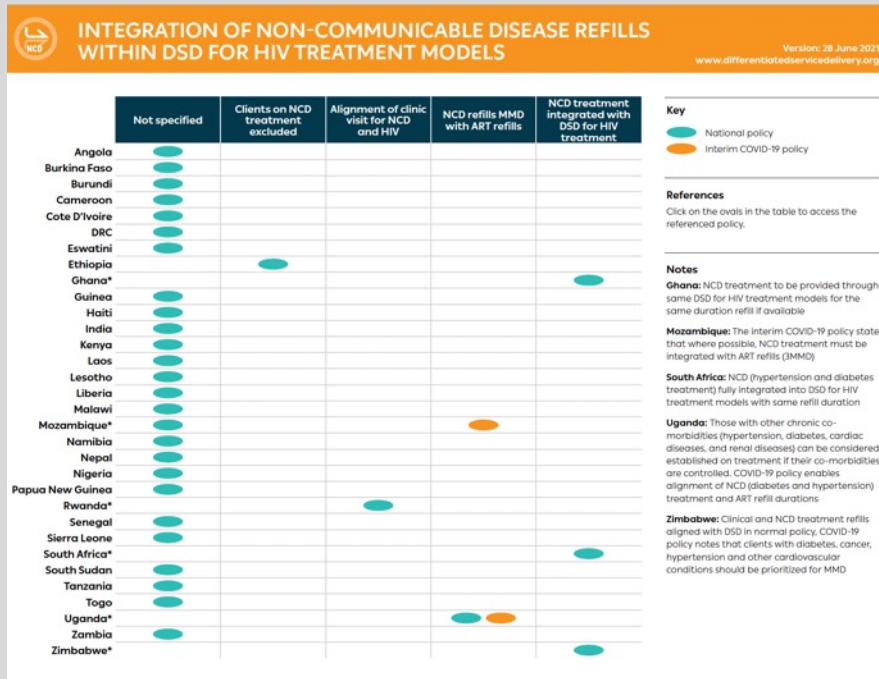 NCD
INTEGRATION OF NON-COMMUNICABLE DISEASE REFILLS
WITHIN DSD FOR HIV TREATMENT MODELS
Version: 28 June 2021
www.differentiatedservicedelivery.org
Not specified
Clients on NCD
treatment
excluded
Alignment of clinic
visit for NCD
and HIV
NCD refills MMD
with ART refills
NCD treatment
integrated with
DSD for HIV
treatment
Angola
Burkina Faso
Burundi
Cameroon
Cote D'Ivoire
DRC
Eswatini
Ethiopia
Ghana*
Guinea
Haiti
India
Kenya
Laos
Lesotho
Liberia
Malawi
Mozambique*
Namibia
Nepal
Nigeria
Papua New Guinea
Rwanda*
Senegal
Sierra Leone
South Africa*
South Sudan
Tanzania
Togo
Uganda*
Zambia
Zimbabwe*
Key
National policy
Interim COVID-19 policy
References
Click on the ovals in the table to access the
referenced policy.
Notes
Ghana: NCD treatment to be provided through
same DSD for HIV treatment models for the
same duration refill if available
Mozambique: The interim COVID-19 policy state
that where possible, NCD treatment must be
integrated with ART refills (3MMD)
South Africa: NCD (hypertension and diabetes
treatment) fully integrated into DSD for HIV
treatment models with same refill duration
Uganda: Those with other chronic co-
morbidities (hypertension, diabetes, cardiac
diseases, and renal diseases) can be considered
established on treatment if their co-morbidities
are controlled. COVID-19 policy enables
alignment of NCD (diabetes and hypertension)
treatment and ART refill durations
Zimbabwe: Clinical and NCD treatment refills
aligned with DSD in normal policy, COVID-19
policy notes that clients with diabetes, cancer,
hypertension and other cardiovascular
conditions should be prioritized for MMD